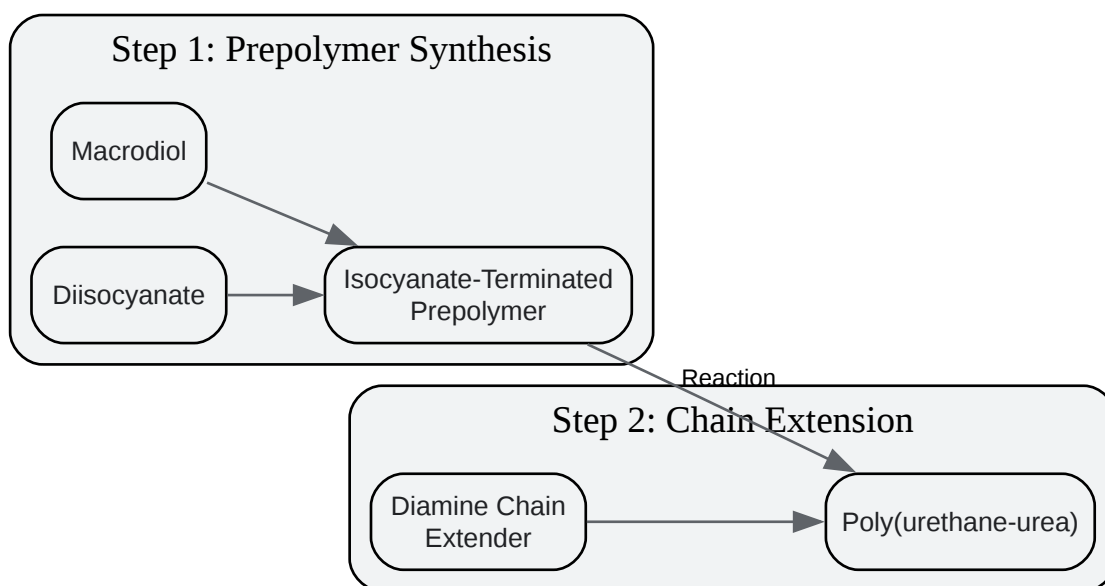 Step 1: Prepolymer Synthesis
Macrodiol
Diisocyanate
Isocyanate-Terminated
Prepolymer
Reaction
Step 2: Chain Extension
Diamine Chain
Extender
Poly(urethane-urea)